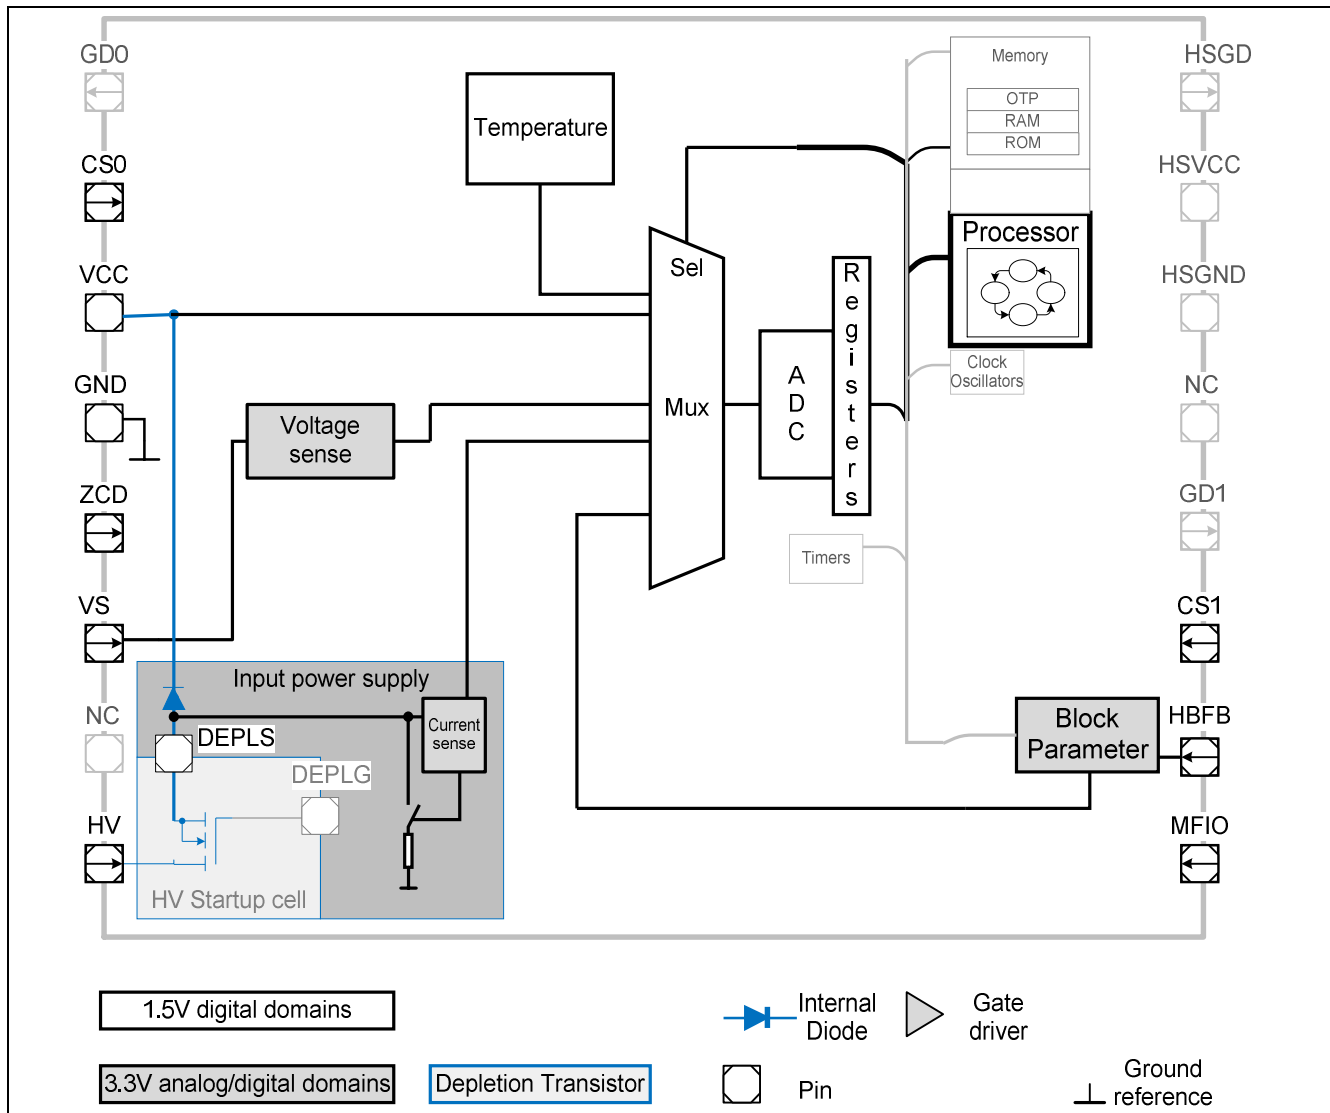 GD0
CS0
VCC
GND
ZCD
VS
NC
HV
Temperature
Sel
Mux
Voltage
sense
Input power supply
DEPLS
DEPLG
Current
sense
HV Startup cell
A
D
C
R
e
g
i
s
t
e
r
s
Memory
OTP
RAM
ROM
Processor
Clock
Oscillators
Timers
Block
Parameter
HSGD
HSVCC
HSGND
NC
GD1
CS1
HBFB
MFIO
1.5V digital domains
3.3V analog/digital domains
Depletion Transistor
Internal
Diode
Gate
driver
Pin
Ground
reference